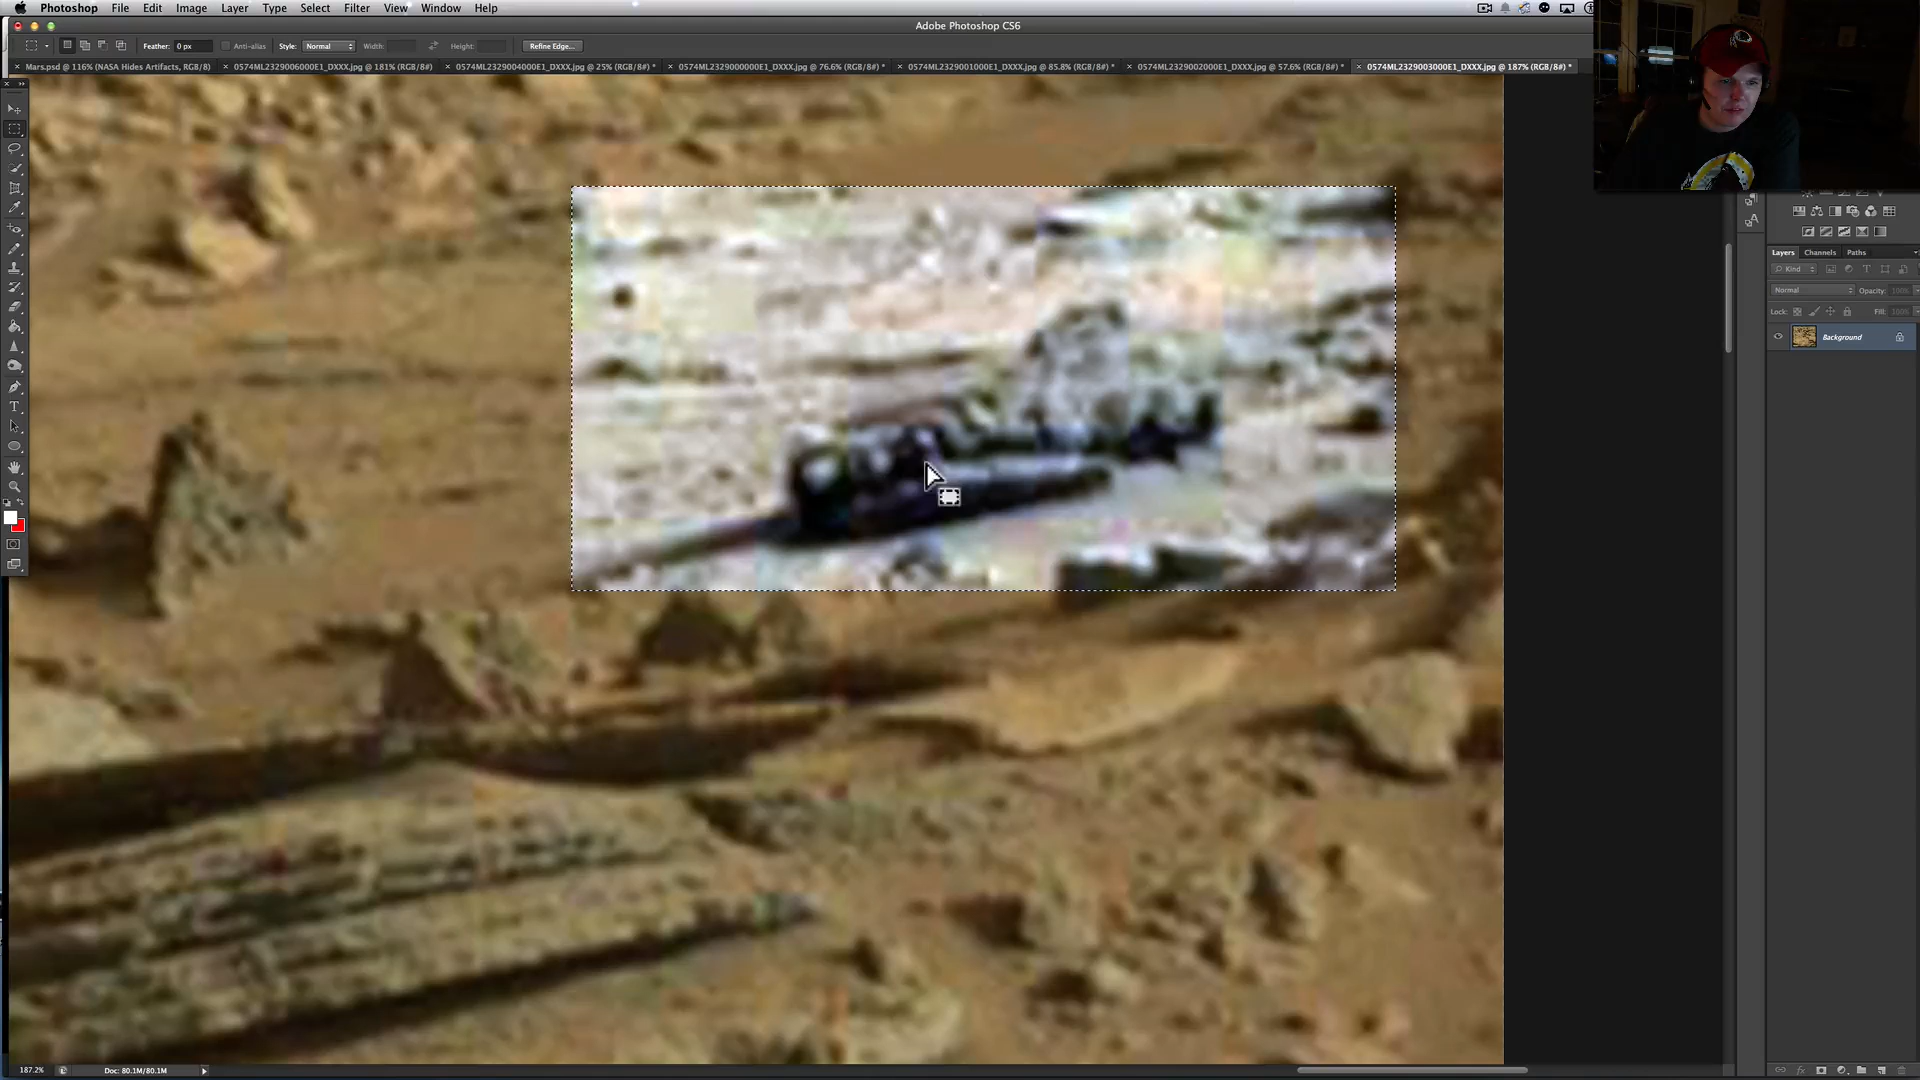 Photoshop File Edit Image Layer Type Select Filter View Window Help
Adobe Photoshop CS6
Feather: 0 px Anti-alias Style: Normal Width: Height: Refine Edge...
Mars.psd @ 116% (NASA Hides Artifacts, RGB/8) 0574ML2329006000E1_DXXX.jpg @ 181% (RGB/8#) 0574ML2329004000E1_DXXX.jpg @ 25% (RGB/8#) * 0574ML2329000000E1_DXXX.jpg @ 76.6% (RGB/8#) * 0574ML2329001000E1_DXXX.jpg @ 85.8% (RGB/8#) * 0574ML2329002000E1_DXXX.jpg @ 57.6% (RGB/8#) * 0574ML2329003000E1_DXXX.jpg @ 187% (RGB/8#) *
Layers Channels Paths
Kind
Normal Opacity: 100%
Lock: Fill: 100%
Background
187.2% Doc: 80.1M/80.1M